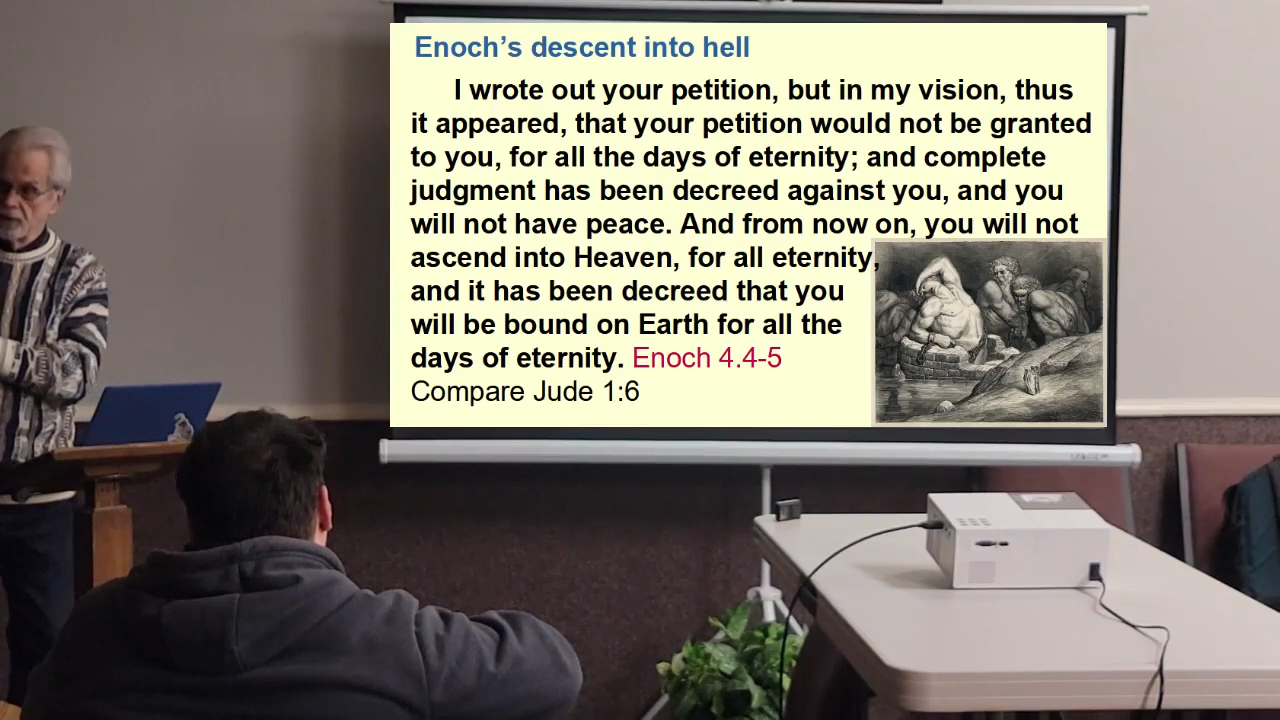 Enoch’s descent into hell
I wrote out your petition, but in my vision, thus
it appeared, that your petition would not be granted
to you, for all the days of eternity; and complete
judgment has been decreed against you, and you
will not have peace. And from now on, you will not
ascend into Heaven, for all eternity,
and it has been decreed that you
will be bound on Earth for all the
days of eternity. Enoch 4.4-5
Compare Jude 1:6